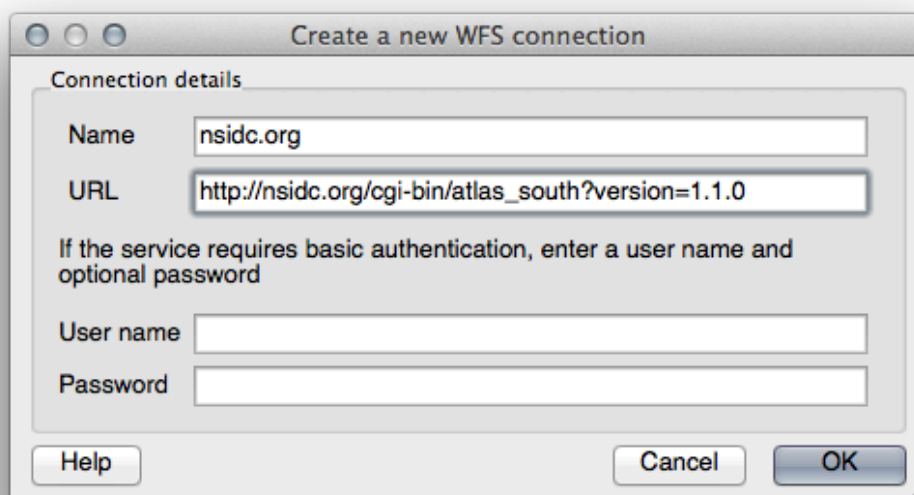 Create a new WFS connection
Connection details
Name
nsidc.org
URL
http://nsidc.org/cgi-bin/atlas_south?version=1.1.0
If the service requires basic authentication, enter a user name and
optional password
User name
Password
Help
Cancel
OK